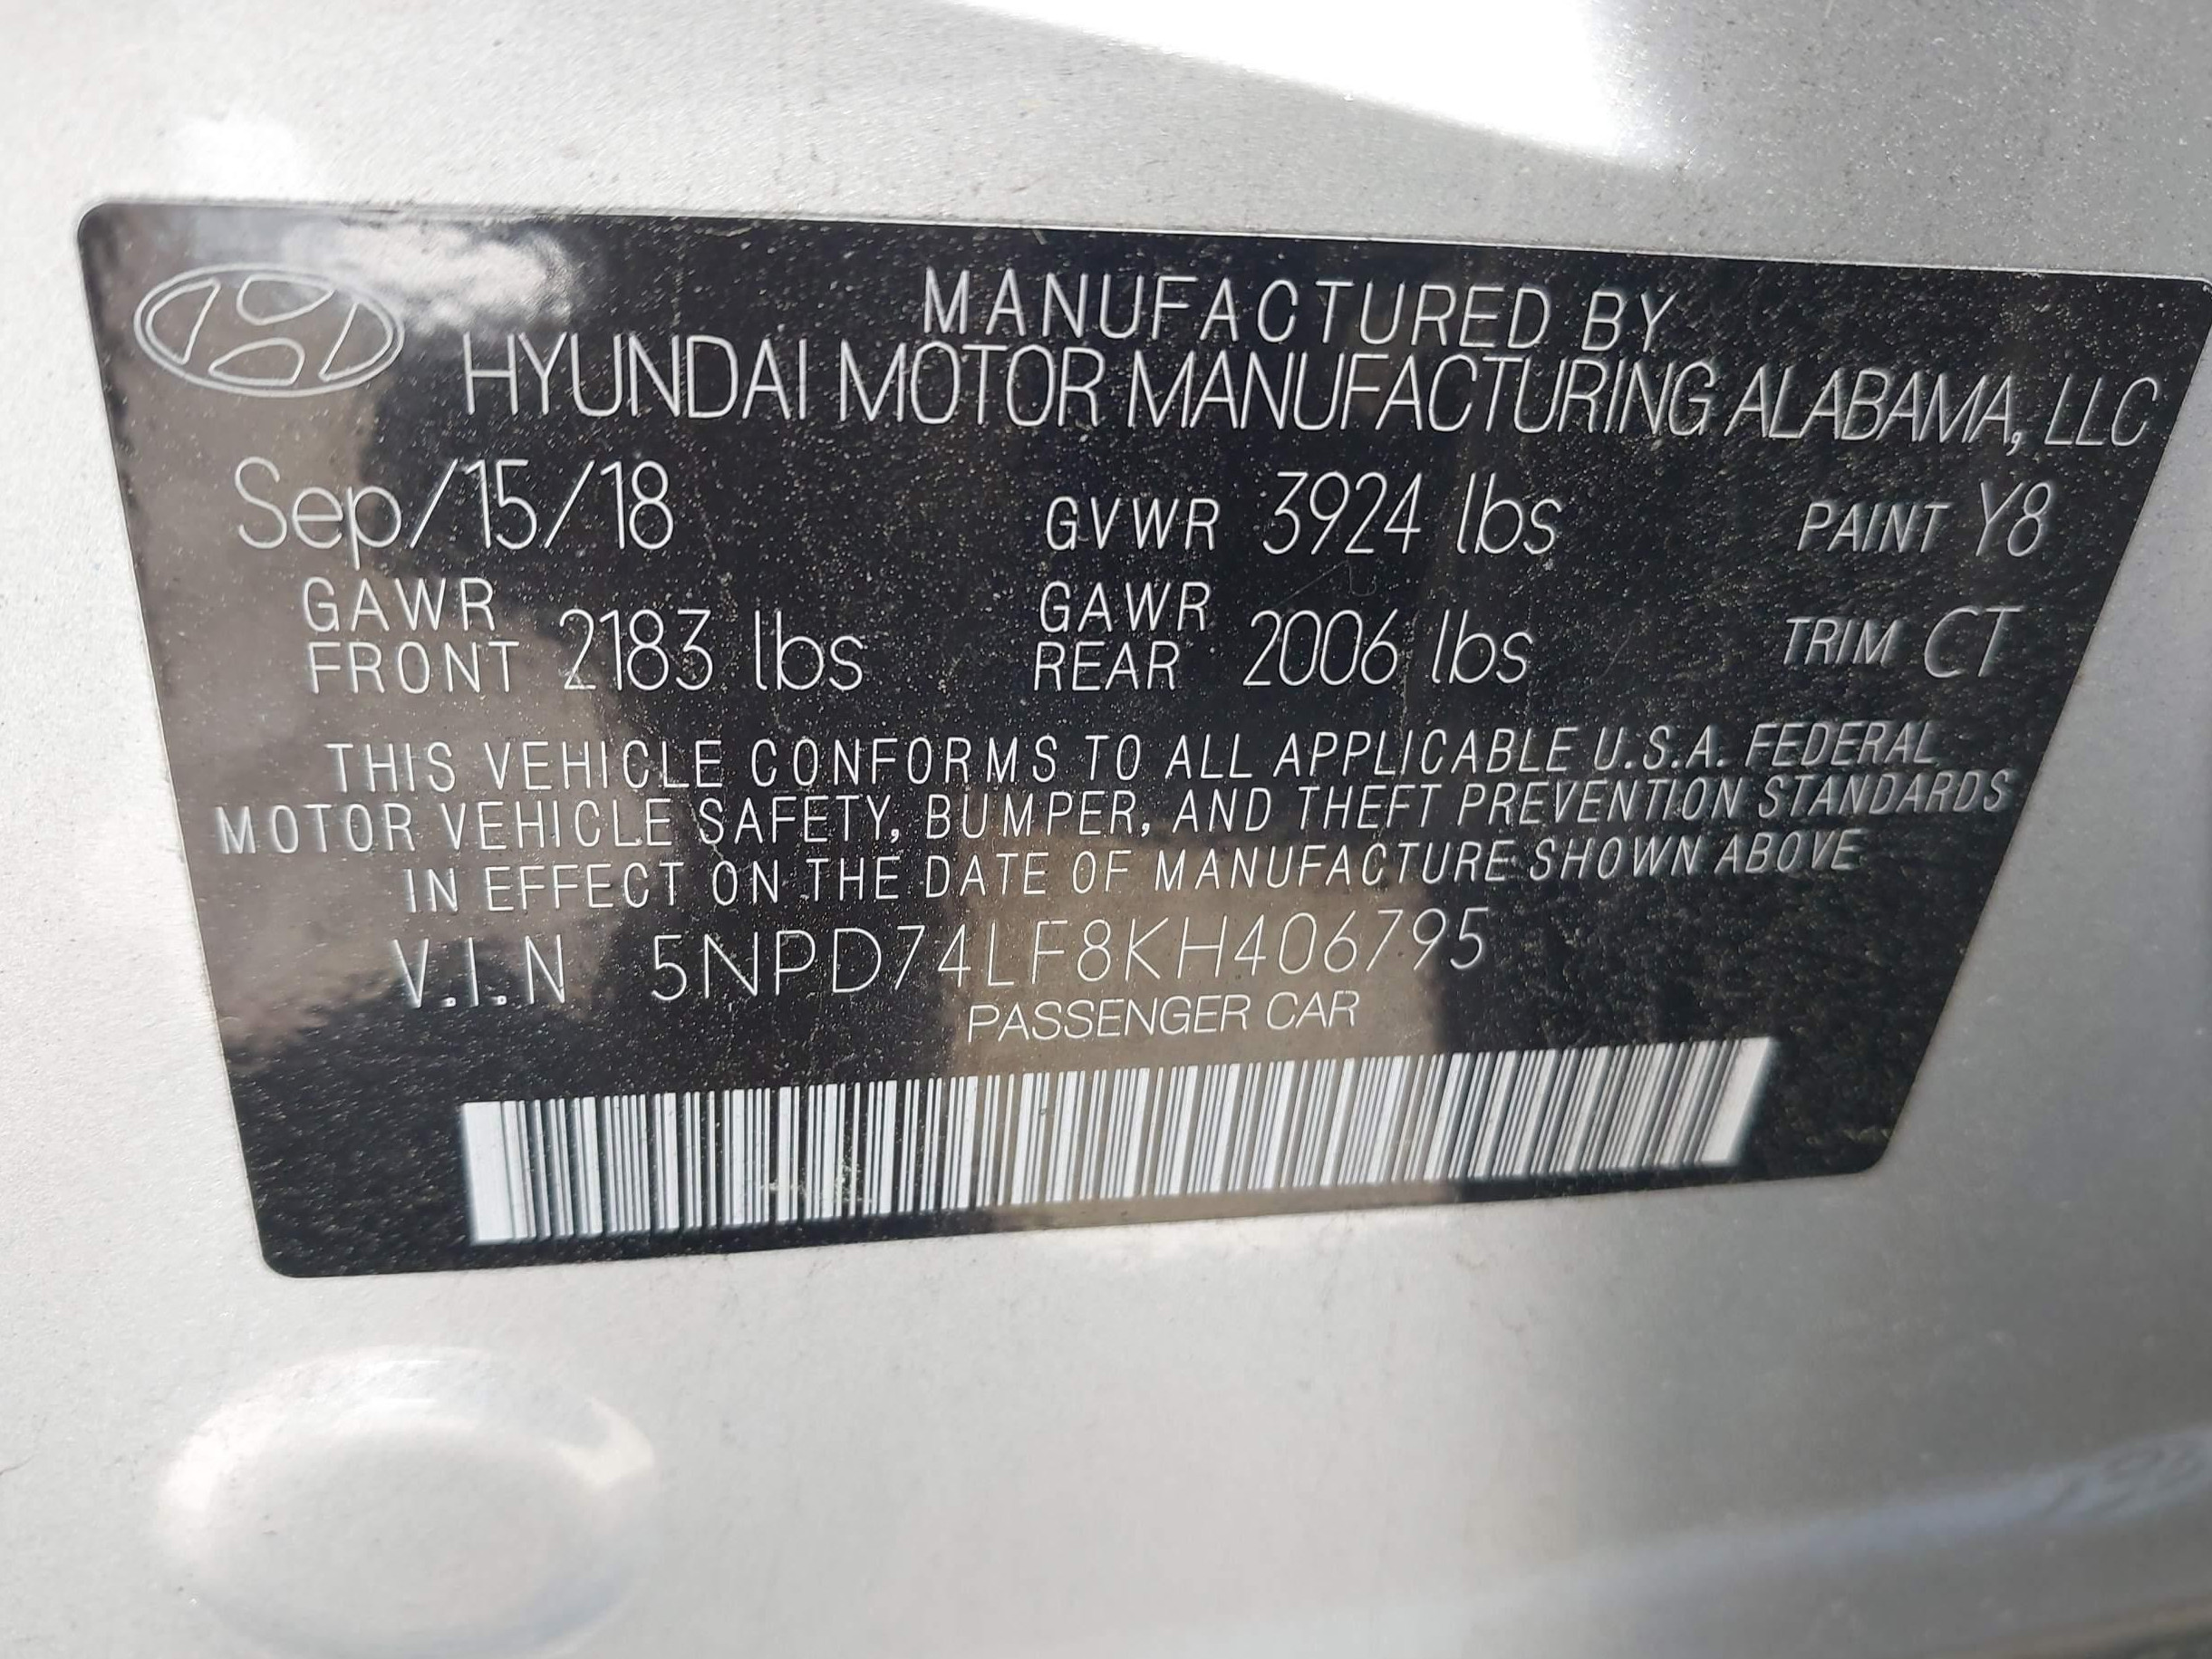 MANUFACTURED BY
HYUNDAI MOTOR MANUFACTURING ALABAMA, LLC
Sep/15/18 GVWR 3924 lbs PAINT Y8
GAWR FRONT 2183 lbs GAWR REAR 2006 lbs TRIM CT
THIS VEHICLE CONFORMS TO ALL APPLICABLE U.S.A. FEDERAL
MOTOR VEHICLE SAFETY, BUMPER, AND THEFT PREVENTION STANDARDS
IN EFFECT ON THE DATE OF MANUFACTURE SHOWN ABOVE
V.I.N 5NPD74LF8KH406795
PASSENGER CAR